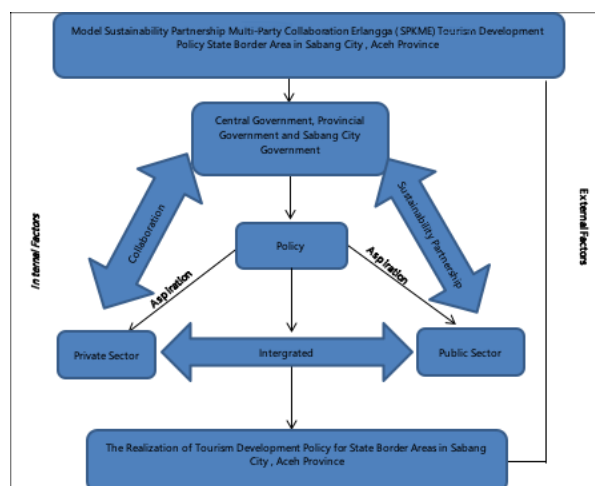 Model Sustainability Partnership Multi-Party Collaboration Erlangga ( SPKME) Tourism Development
Policy State Border Area in Sabang City , Aceh Province
Central Government, Provincial
Government and Sabang City
Government
Internal Factors
Collaboration
Sustainability Partnership
External Factors
Policy
Aspiration
Aspiration
Private Sector
Intergrated
Public Sector
The Realization of Tourism Development Policy for State Border Areas in Sabang
City , Aceh Province